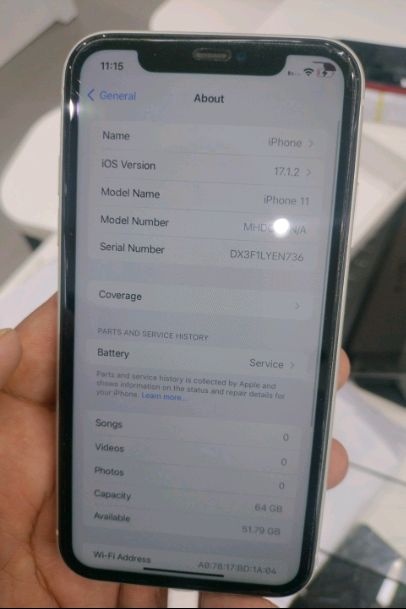 11:15
General
About
Name
iPhone
iOS Version
17.1.2
Model Name
iPhone 11
Model Number
Serial Number
DX3F1LYEN736
Coverage
PARTS AND SERVICE HISTORY
Battery
Service
Parts and service history is collected by Apple and
shows information on the status and repair details for
your iPhone. Learn more...
Songs
0
Videos
0
Photos
0
Capacity
64 GB
Available
51.79 GB
Wi-Fi Address
A0:78:17:BD:1A:04